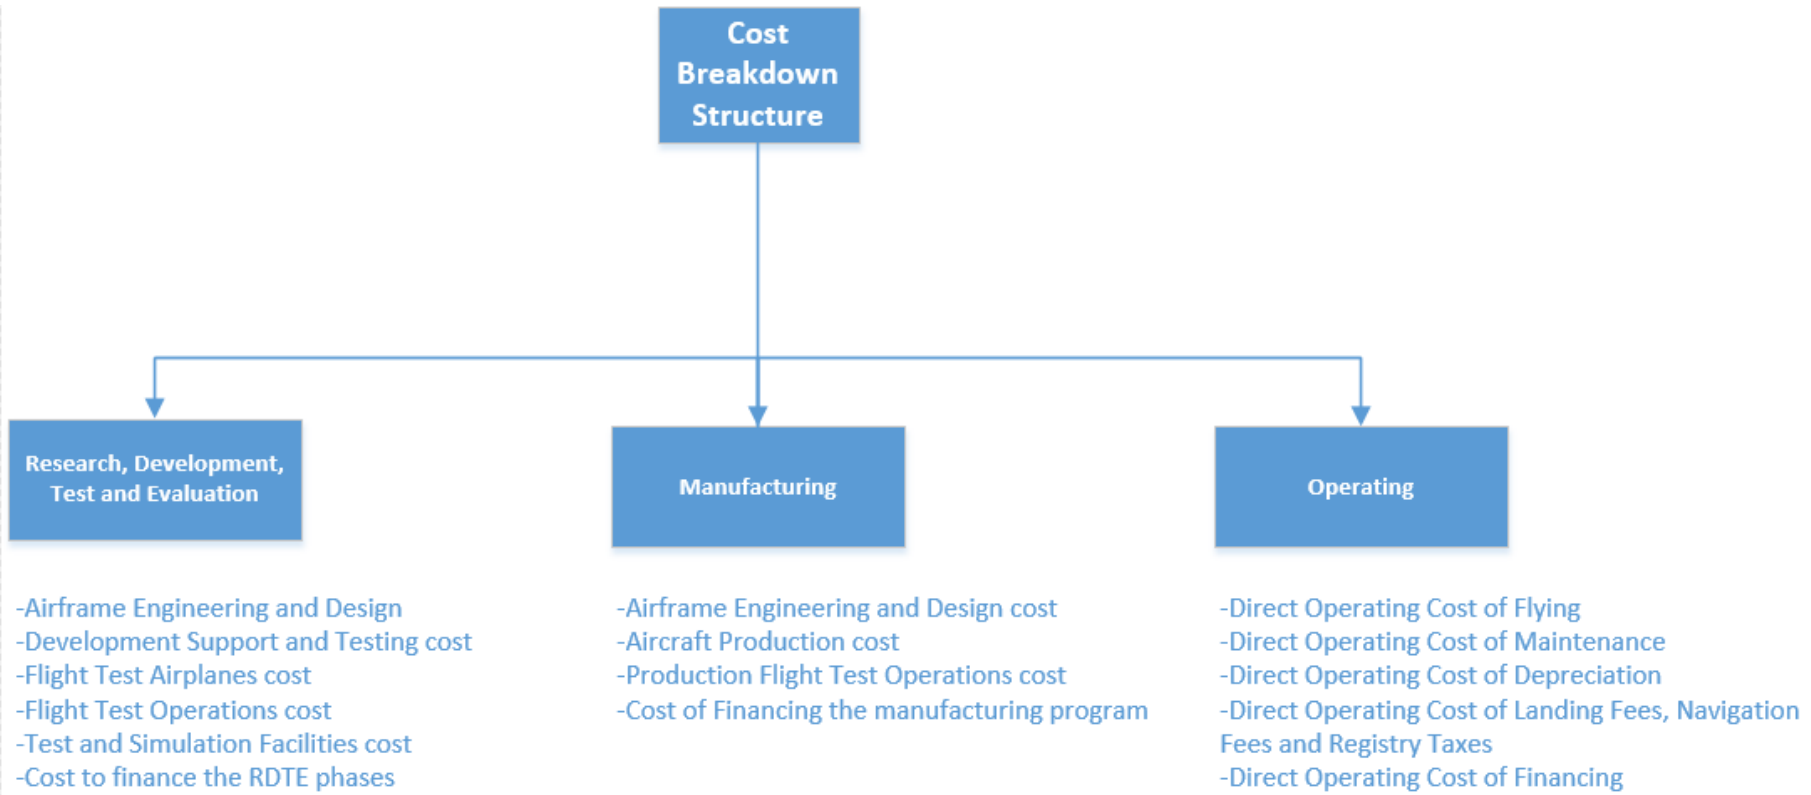 Cost
Breakdown
Structure
Research, Development,
Test and Evaluation
Manufacturing
Operating
-Airframe Engineering and Design
-Development Support and Testing cost
-Flight Test Airplanes cost
-Flight Test Operations cost
-Test and Simulation Facilities cost
-Cost to finance the RDTE phases
-Airframe Engineering and Design cost
-Aircraft Production cost
-Production Flight Test Operations cost
-Cost of Financing the manufacturing program
-Direct Operating Cost of Flying
-Direct Operating Cost of Maintenance
-Direct Operating Cost of Depreciation
-Direct Operating Cost of Landing Fees, Navigation
Fees and Registry Taxes
-Direct Operating Cost of Financing